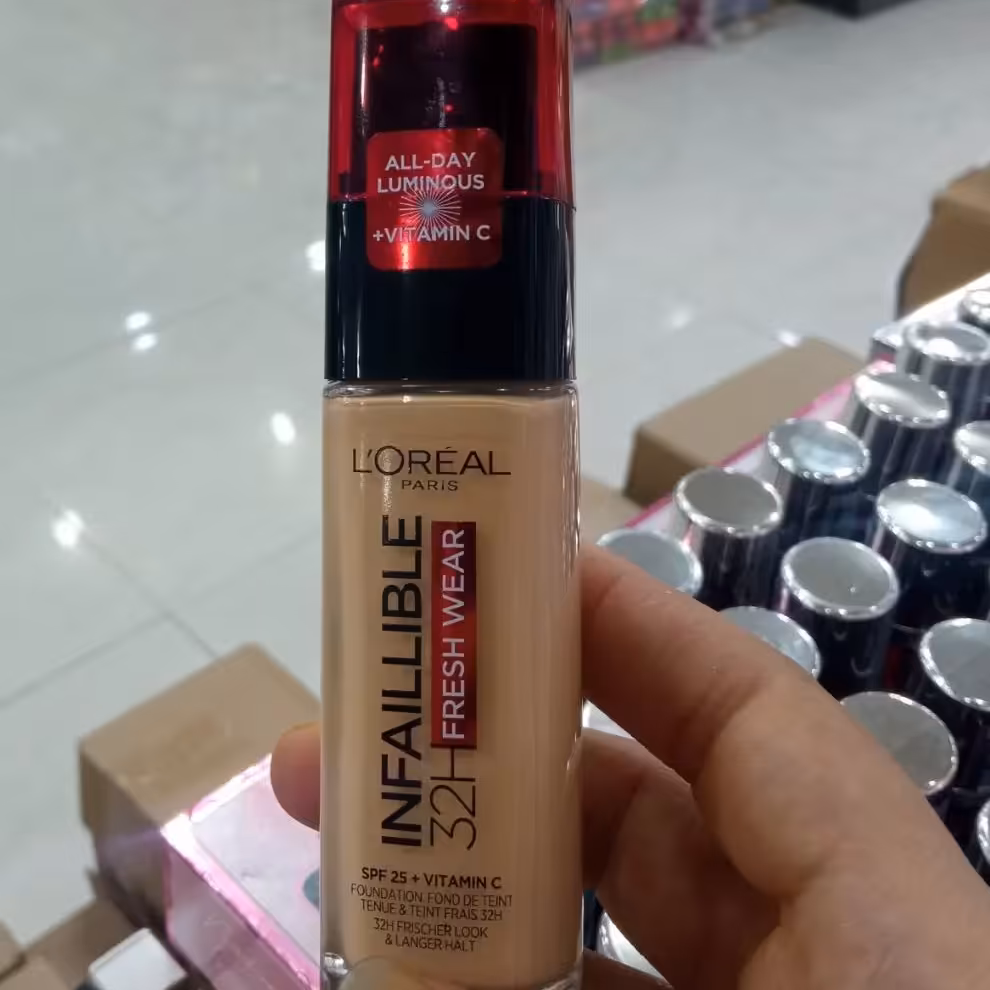 ALL-DAY
LUMINOUS
+VITAMIN C
L'ORÉAL
PARIS
INFAILLIBLE
32H FRESH WEAR
SPF 25 + VITAMIN C
FOUNDATION FOND DE TEINT
TENUE & TEINT FRAIS 32H
32H FRISCHER LOOK
& LANGER HALT